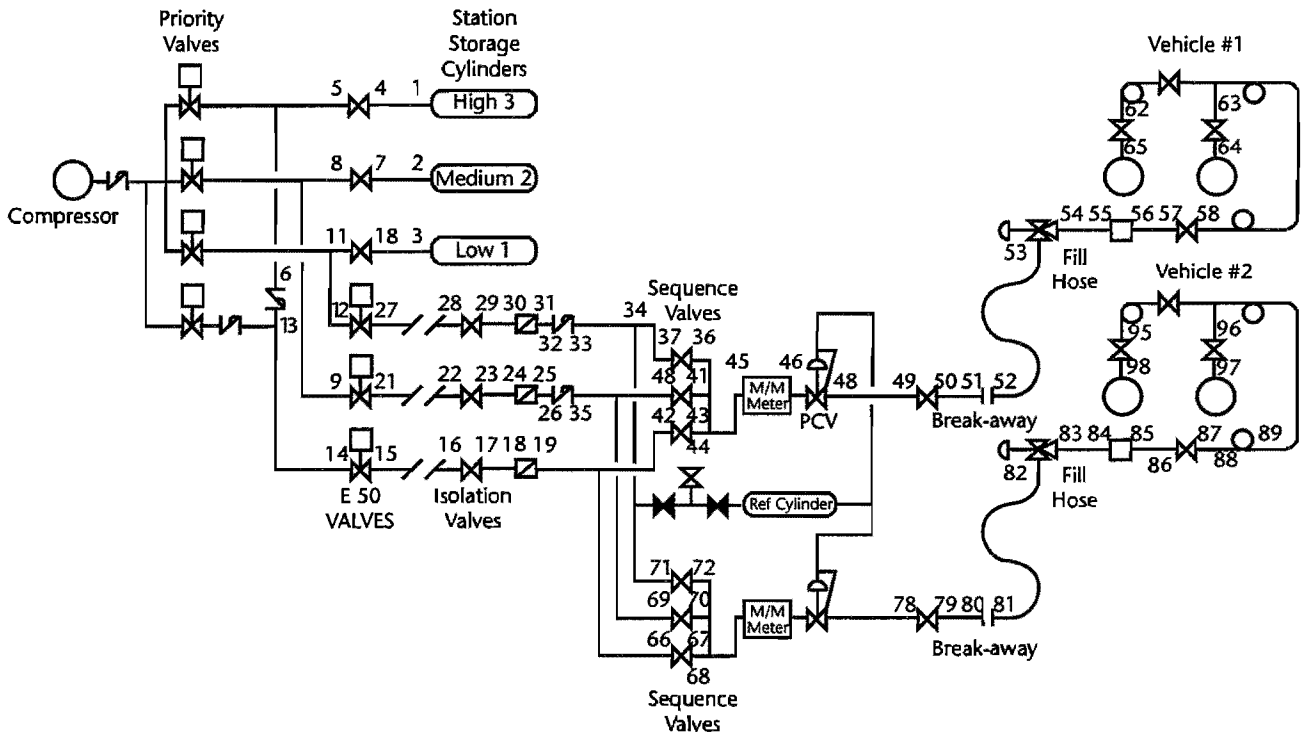 Priority
Valves
Station
Storage
Cylinders
Vehicle #1
5 4 1
High 3
62 63
8 7 2
Medium 2
65 64
Compressor
11 18 3
Low 1
53 54 55 56 57 58
Fill
Hose
6
13
12 27 28 29 30 31
32 33
34
Sequence
Valves
37 36
45 46
Vehicle #2
95 96
98 97
9 21 22 23 24 25
26 35
48 41
M/M
Meter
48 49 50 51 52
PCV
Break-away
42 43
44
14 15 16 17 18 19
E 50
VALVES
Isolation
Valves
82 83 84 85
86
87
88
89
Fill
Hose
Ref Cylinder
71 72
69 70
M/M
Meter
78 79 80 81
66 67
68
Break-away
Sequence
Valves